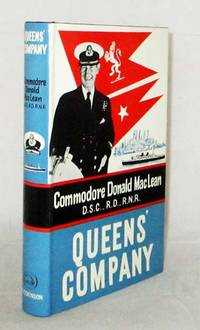 Commodore Donald MacLean
D.S.C., R.D., R.N.R.
QUEENS'
COMPANY
Commodore
Donald
MacLean
D.S.C. R.D. R.N.R.
QUEENS'
COMPANY